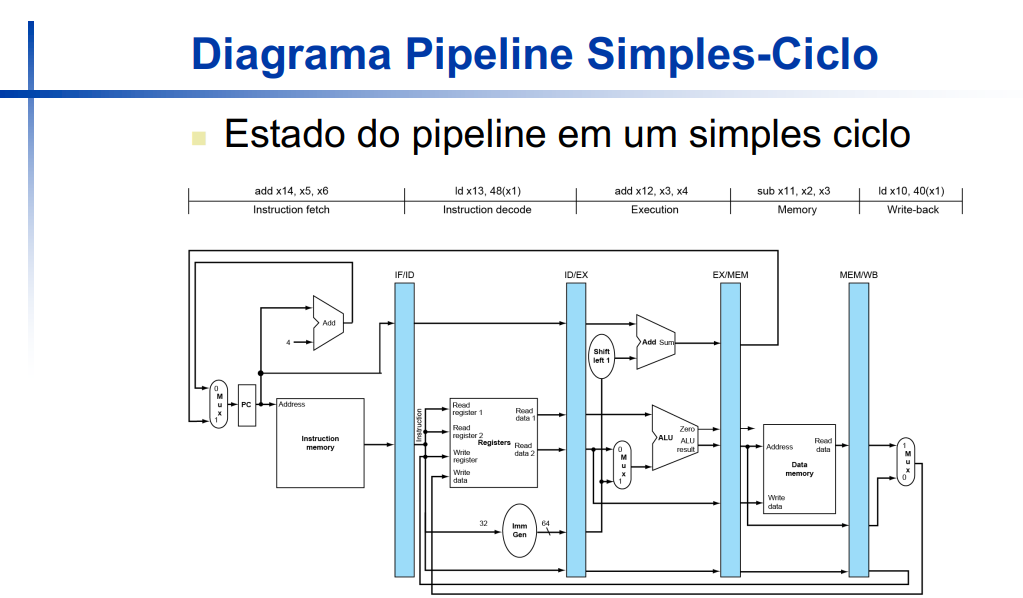 Diagrama Pipeline Simples-Ciclo
Estado do pipeline em um simples ciclo
add x14, x5, x6
ld x13, 48(x1)
add x12, x3, x4
sub x11, x2, x3
ld x10, 40(x1)
Instruction fetch
Instruction decode
Execution
Memory
Write-back
IF/ID
ID/EX
EX/MEM
MEM/WB
Add
4
0
M
u
x
1
PC
Address
Instruction
memory
Instruction
Read
register 1
Read
register 2
Registers
Write
register
Write
data
Read
data 1
Read
data 2
32
Imm
Gen
64
Shift
left 1
Add Sum
0
M
u
x
1
ALU
Zero
ALU
result
Address
Read
data
Data
memory
Write
data
1
M
u
x
0